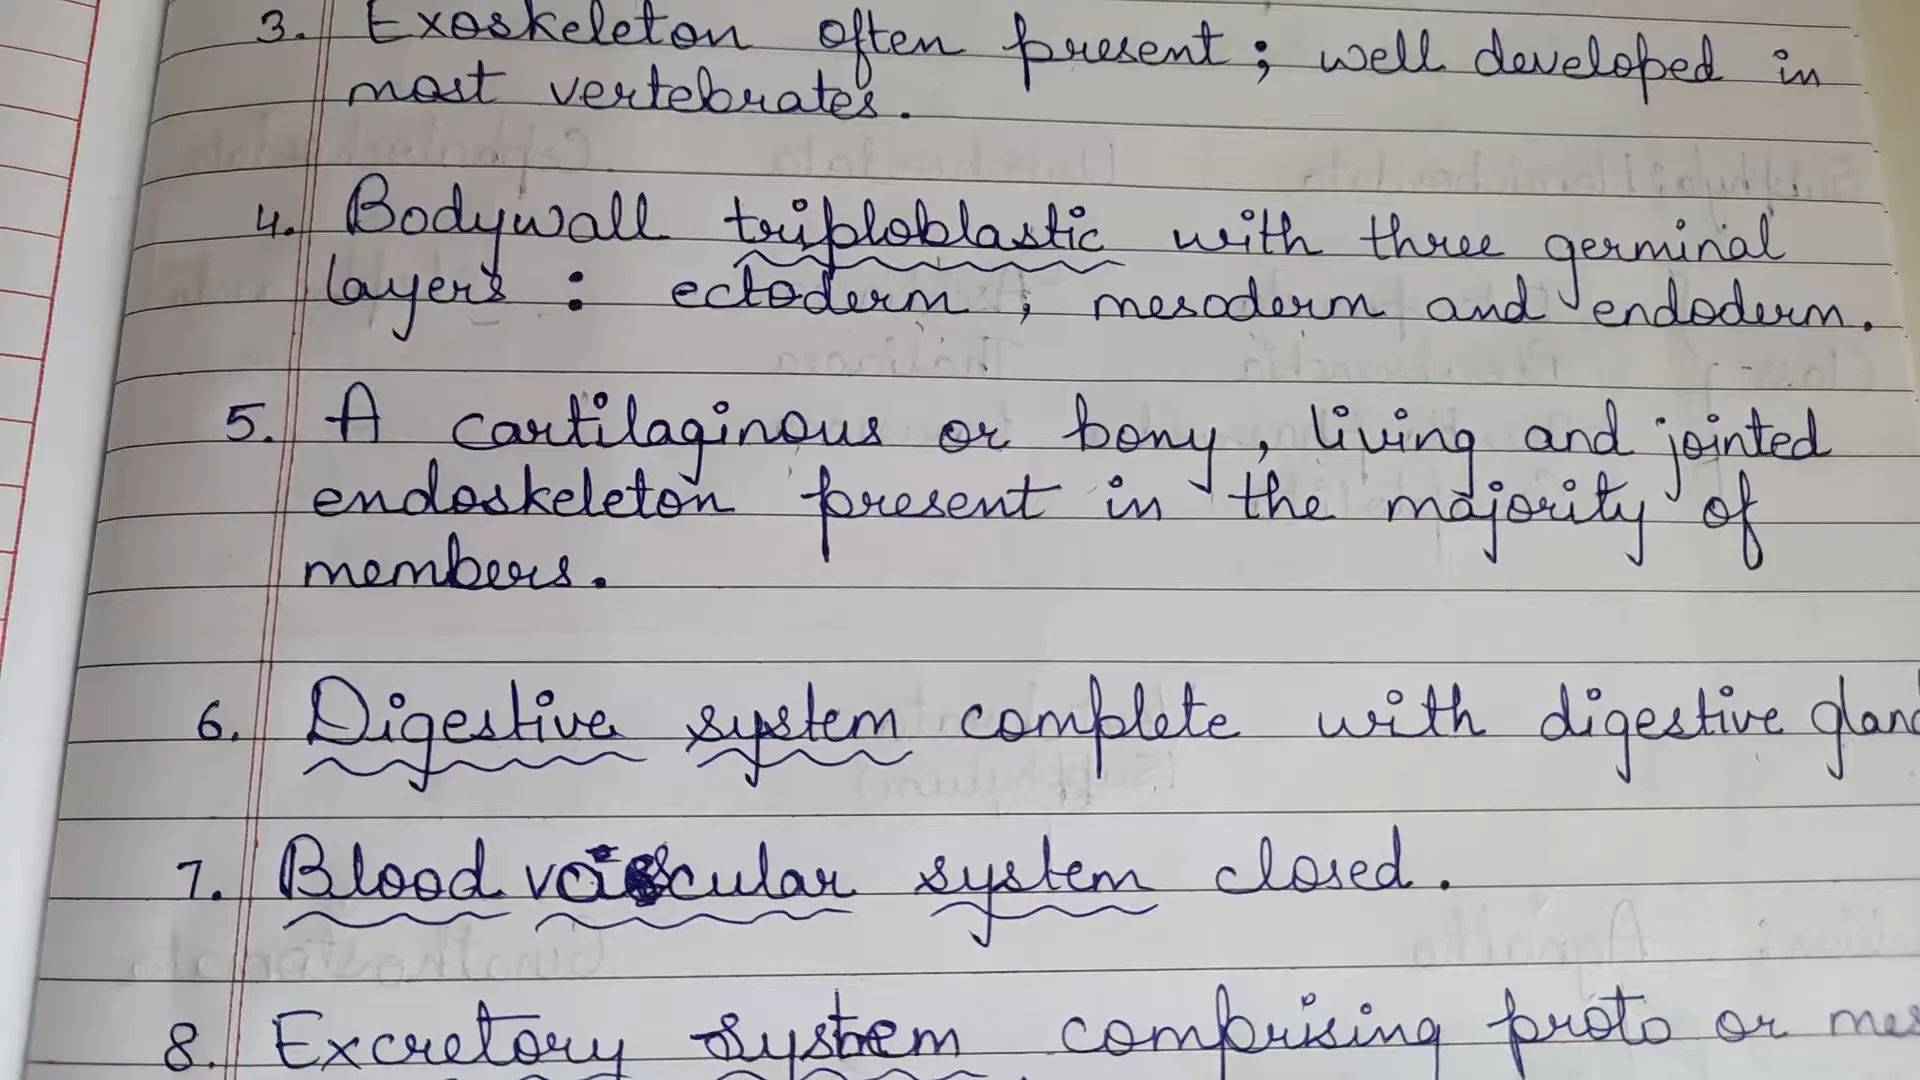 3. Exoskeleton often present; well developed in
most vertebrates.
4. Bodywall triploblastic with three germinal
layers : ectoderm, mesoderm and endoderm.
5. A cartilaginous or bony, living and jointed
endoskeleton present in the majority of
members.
6. Digestive system complete with digestive
7. Blood vascular system closed.
8. Excretory system comprising proto or